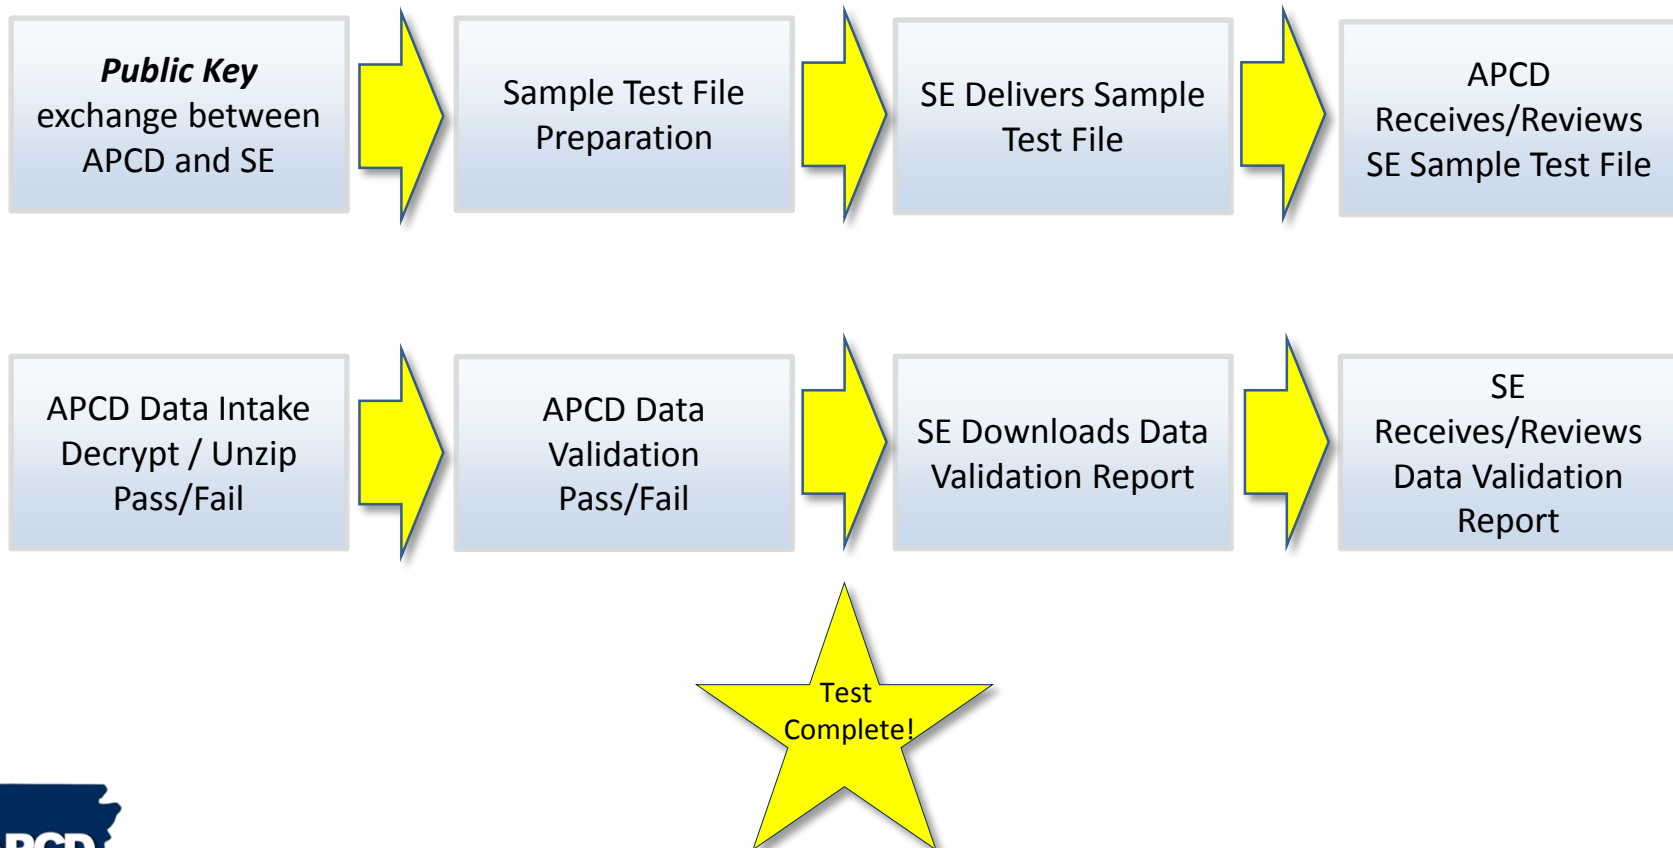 Public Key
exchange between
APCD and SE
Sample Test File
Preparation
SE Delivers Sample
Test File
APCD
Receives/Reviews
SE Sample Test File
APCD Data Intake
Decrypt / Unzip
Pass/Fail
APCD Data
Validation
Pass/Fail
SE Downloads Data
Validation Report
SE
Receives/Reviews
Data Validation
Report
Test
Complete!